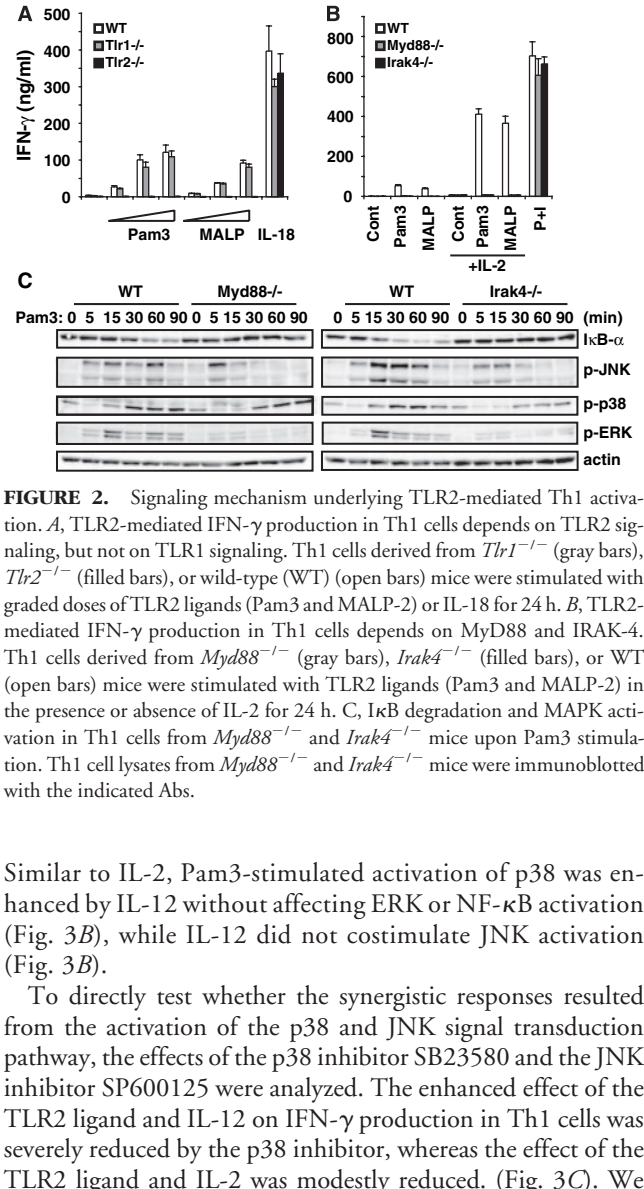 A
500
400
300
200
100
0
IFN-γ (ng/ml)
WT
Tlr1-/-
Tlr2-/-
Pam3 MALP IL-18
B
800
600
400
200
0
WT
Myd88-/-
Irak4-/-
Cont
Pam3
MALP
Cont
Pam3
MALP
P+I
+IL-2
C
WT Myd88-/- WT Irak4-/-
Pam3: 0 5 15 30 60 90 0 5 15 30 60 90 0 5 15 30 60 90 0 5 15 30 60 90 (min)
IκB-α
p-JNK
p-p38
p-ERK
actin
FIGURE 2. Signaling mechanism underlying TLR2-mediated Th1 activa-
tion. A, TLR2-mediated IFN-γ production in Th1 cells depends on TLR2 sig-
naling, but not on TLR1 signaling. Th1 cells derived from Tlr1−/− (gray bars),
Tlr2−/− (filled bars), or wild-type (WT) (open bars) mice were stimulated with
graded doses of TLR2 ligands (Pam3 and MALP-2) or IL-18 for 24 h. B, TLR2-
mediated IFN-γ production in Th1 cells depends on MyD88 and IRAK-4.
Th1 cells derived from Myd88−/− (gray bars), Irak4−/− (filled bars), or WT
(open bars) mice were stimulated with TLR2 ligands (Pam3 and MALP-2) in
the presence or absence of IL-2 for 24 h. C, IκB degradation and MAPK acti-
vation in Th1 cells from Myd88−/− and Irak4−/− mice upon Pam3 stimula-
tion. Th1 cell lysates from Myd88−/− and Irak4−/− mice were immunoblotted
with the indicated Abs.
Similar to IL-2, Pam3-stimulated activation of p38 was en-
hanced by IL-12 without affecting ERK or NF-κB activation
(Fig. 3B), while IL-12 did not costimulate JNK activation
(Fig. 3B).
To directly test whether the synergistic responses resulted
from the activation of the p38 and JNK signal transduction
pathway, the effects of the p38 inhibitor SB23580 and the JNK
inhibitor SP600125 were analyzed. The enhanced effect of the
TLR2 ligand and IL-12 on IFN-γ production in Th1 cells was
severely reduced by the p38 inhibitor, whereas the effect of the
TLR2 ligand and IL-2 was modestly reduced. (Fig. 3C). We